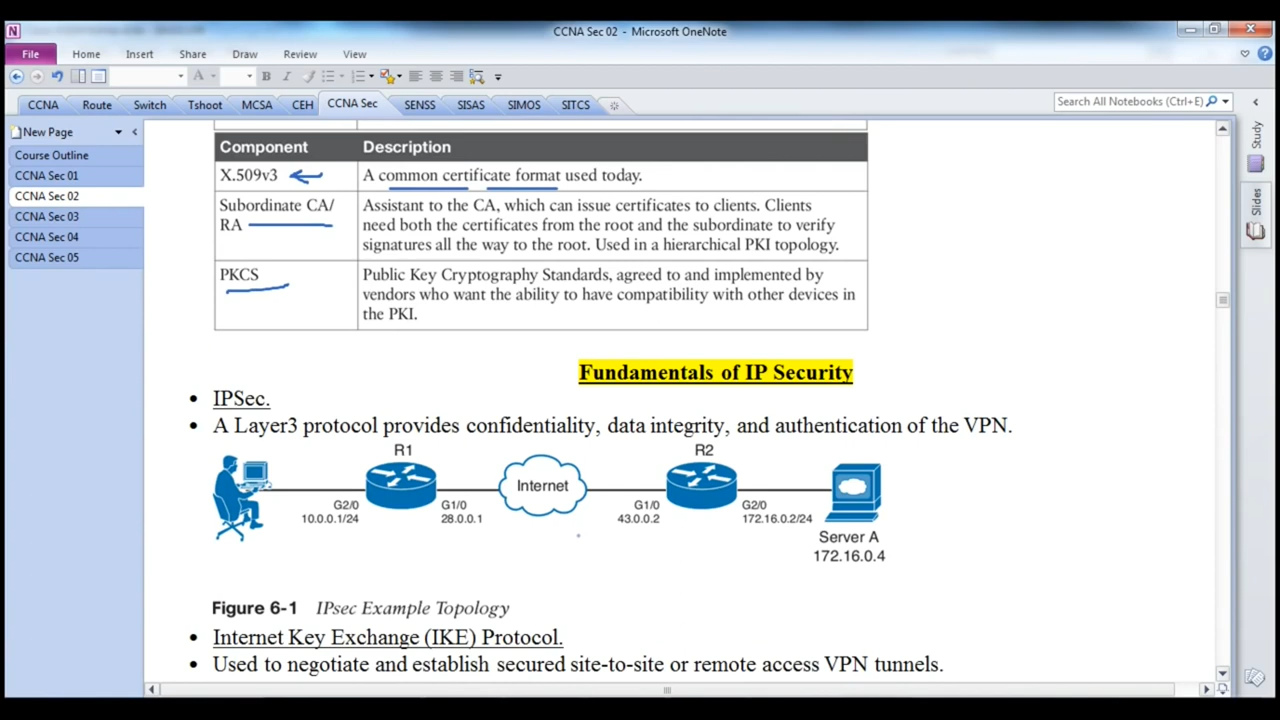 CCNA Sec 02 - Microsoft OneNote
File Home Insert Share Draw Review View
CCNA Route Switch Tshoot MCSA CEH CCNA Sec SENSS SISAS SIMOS SITCS
Search All Notebooks (Ctrl+E)
New Page
Course Outline
CCNA Sec 01
CCNA Sec 02
CCNA Sec 03
CCNA Sec 04
CCNA Sec 05
Study
Slides
Component Description
X.509v3 A common certificate format used today.
Subordinate CA/
RA
Assistant to the CA, which can issue certificates to clients. Clients
need both the certificates from the root and the subordinate to verify
signatures all the way to the root. Used in a hierarchical PKI topology.
PKCS
Public Key Cryptography Standards, agreed to and implemented by
vendors who want the ability to have compatibility with other devices in
the PKI.
Fundamentals of IP Security
• IPSec.
• A Layer3 protocol provides confidentiality, data integrity, and authentication of the VPN.
R1 R2
Internet
G2/0 G1/0 G1/0 G2/0
10.0.0.1/24 28.0.0.1 43.0.0.2 172.16.0.2/24
Server A
172.16.0.4
Figure 6-1 IPsec Example Topology
• Internet Key Exchange (IKE) Protocol.
• Used to negotiate and establish secured site-to-site or remote access VPN tunnels.